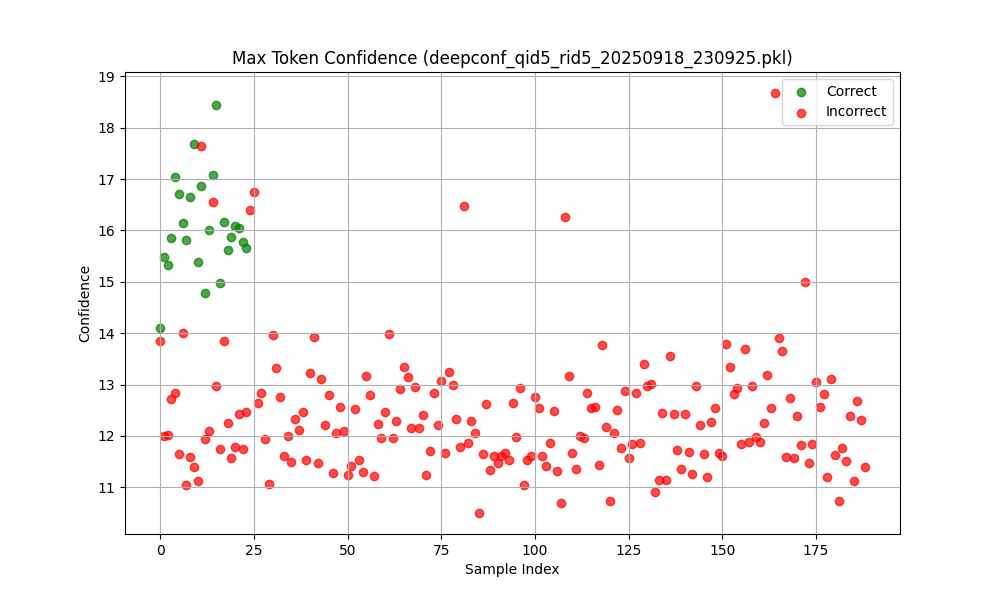 Max Token Confidence (deepconf_qid5_rid5_20250918_230925.pkl)
Correct
Incorrect
Confidence
19
18
17
16
15
14
13
12
11
0 25 50 75 100 125 150 175
Sample Index